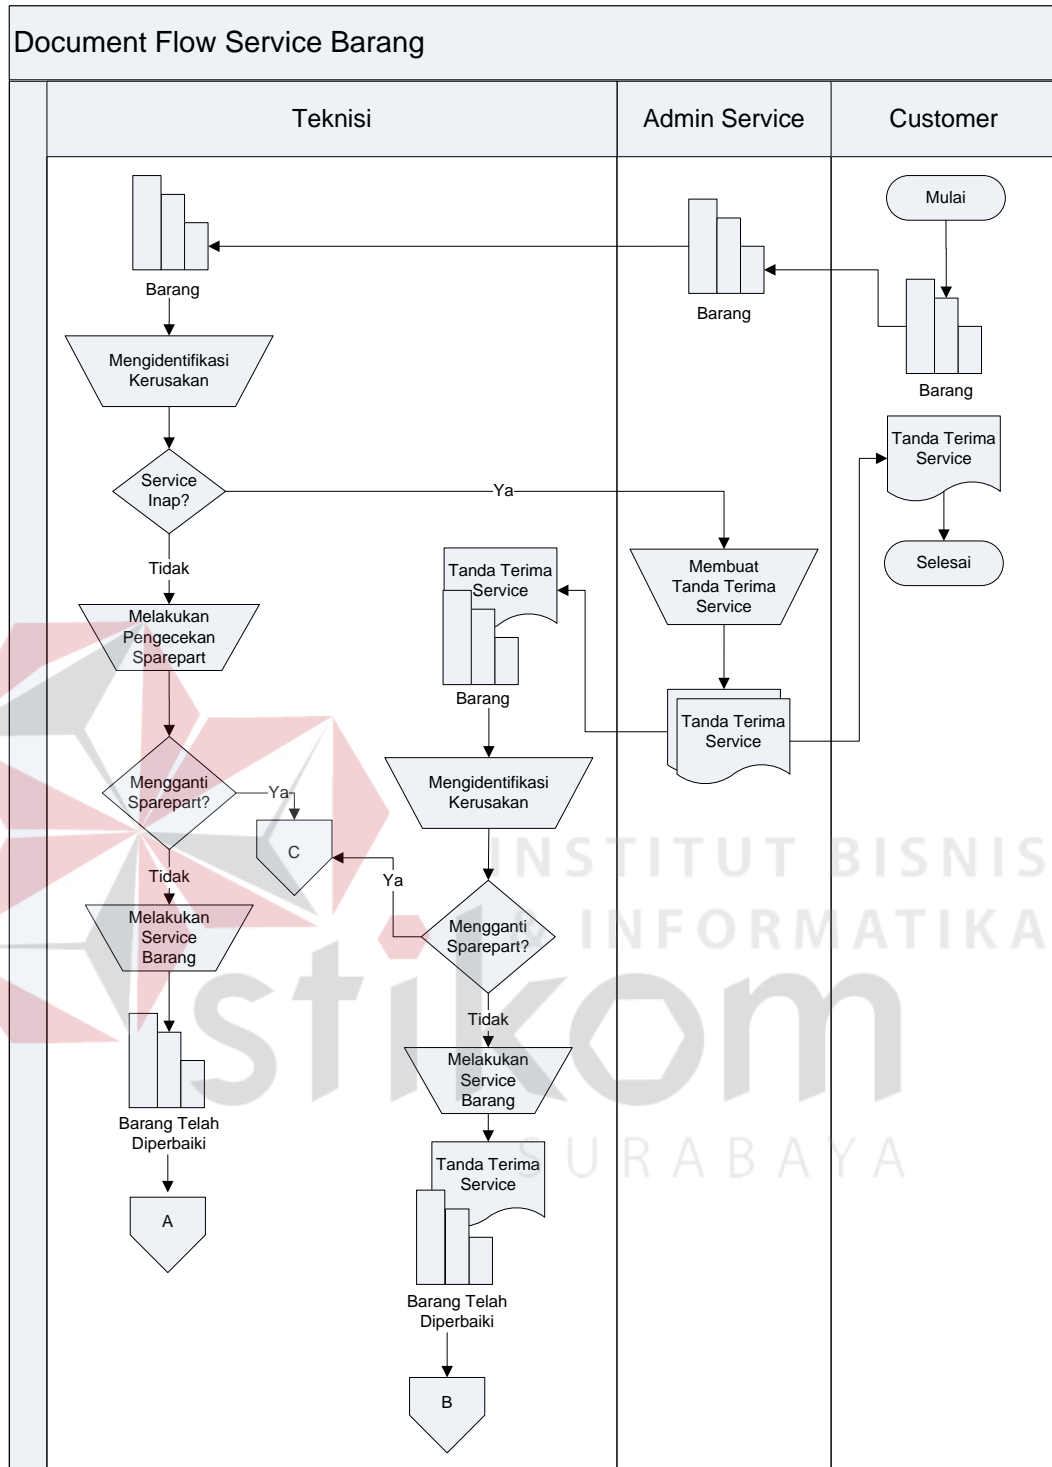 Document Flow Service Barang
Teknisi
Admin Service
Customer
Mulai
Barang
Barang
Barang
Mengidentifikasi
Kerusakan
Tanda Terima
Service
Service
Inap?
Ya
Selesai
Tidak
Membuat
Tanda Terima
Service
Tanda Terima
Service
Barang
Melakukan
Pengecekan
Sparepart
Tanda Terima
Service
Mengganti
Sparepart?
Ya
C
Mengidentifikasi
Kerusakan
Ya
Tidak
Melakukan
Service
Barang
Mengganti
Sparepart?
Tidak
Melakukan
Service
Barang
Barang Telah
Diperbaiki
A
Tanda Terima
Service
Barang Telah
Diperbaiki
B
INSTITUT BISNIS
& INFORMATIKA
stikom
SURABAYA